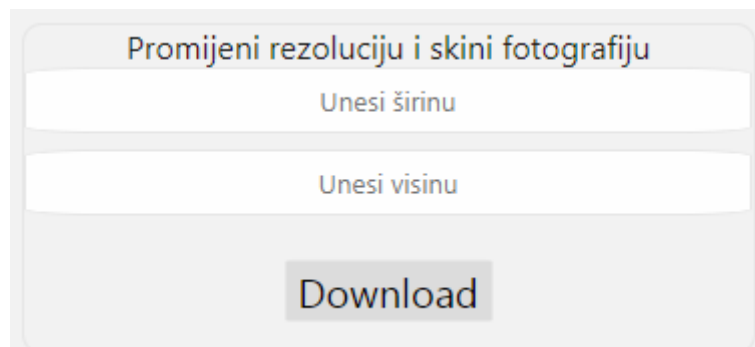 Promijeni rezoluciju i skini fotografiju
Unesi širinu
Unesi visinu
Download